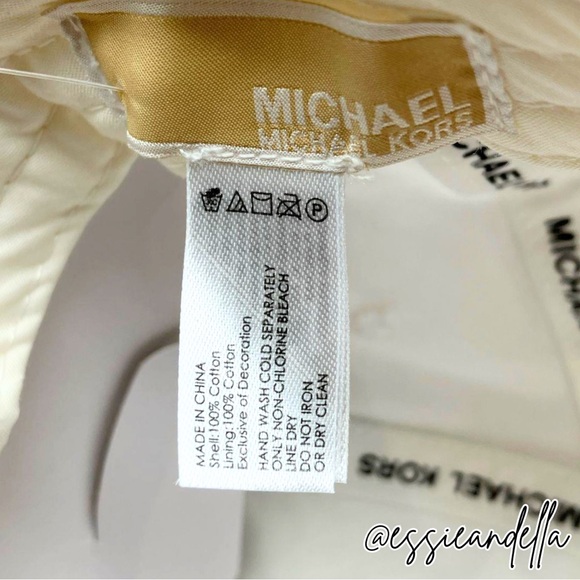 MICHAEL
MICHAEL KORS
MADE IN CHINA
Shell:100% Cotton
Lining:100% Cotton
Exclusive of Decoration
HAND WASH COLD SEPARATELY
ONLY NON-CHLORINE BLEACH
LINE DRY
DO NOT IRON
OR DRY CLEAN
P
MICHAEL KORS
@essieandella